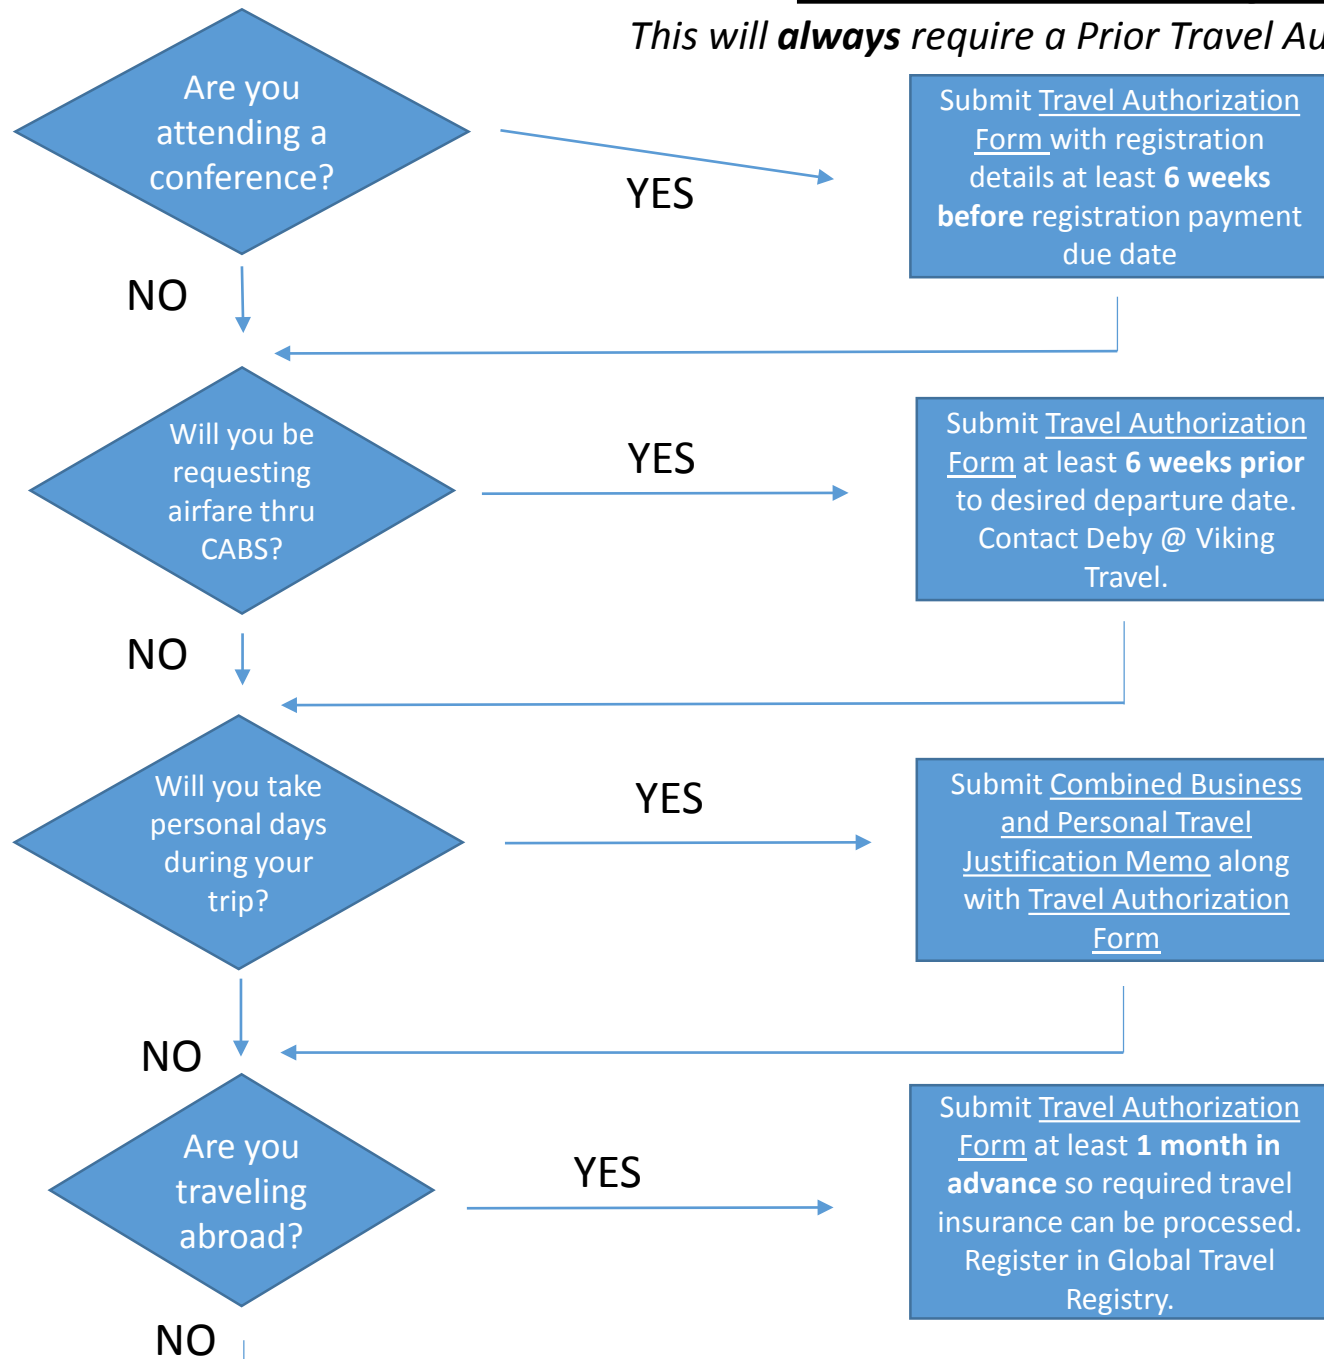 This will always require a Prior Travel Au
Are you
attending a
conference?
YES
Submit Travel Authorization
Form with registration
details at least 6 weeks
before registration payment
due date
NO
Will you be
requesting
airfare thru
CABS?
YES
Submit Travel Authorization
Form at least 6 weeks prior
to desired departure date.
Contact Deby @ Viking
Travel.
NO
Will you take
personal days
during your
trip?
YES
Submit Combined Business
and Personal Travel
Justification Memo along
with Travel Authorization
Form
NO
Are you
traveling
abroad?
YES
Submit Travel Authorization
Form at least 1 month in
advance so required travel
insurance can be processed.
Register in Global Travel
Registry.
NO